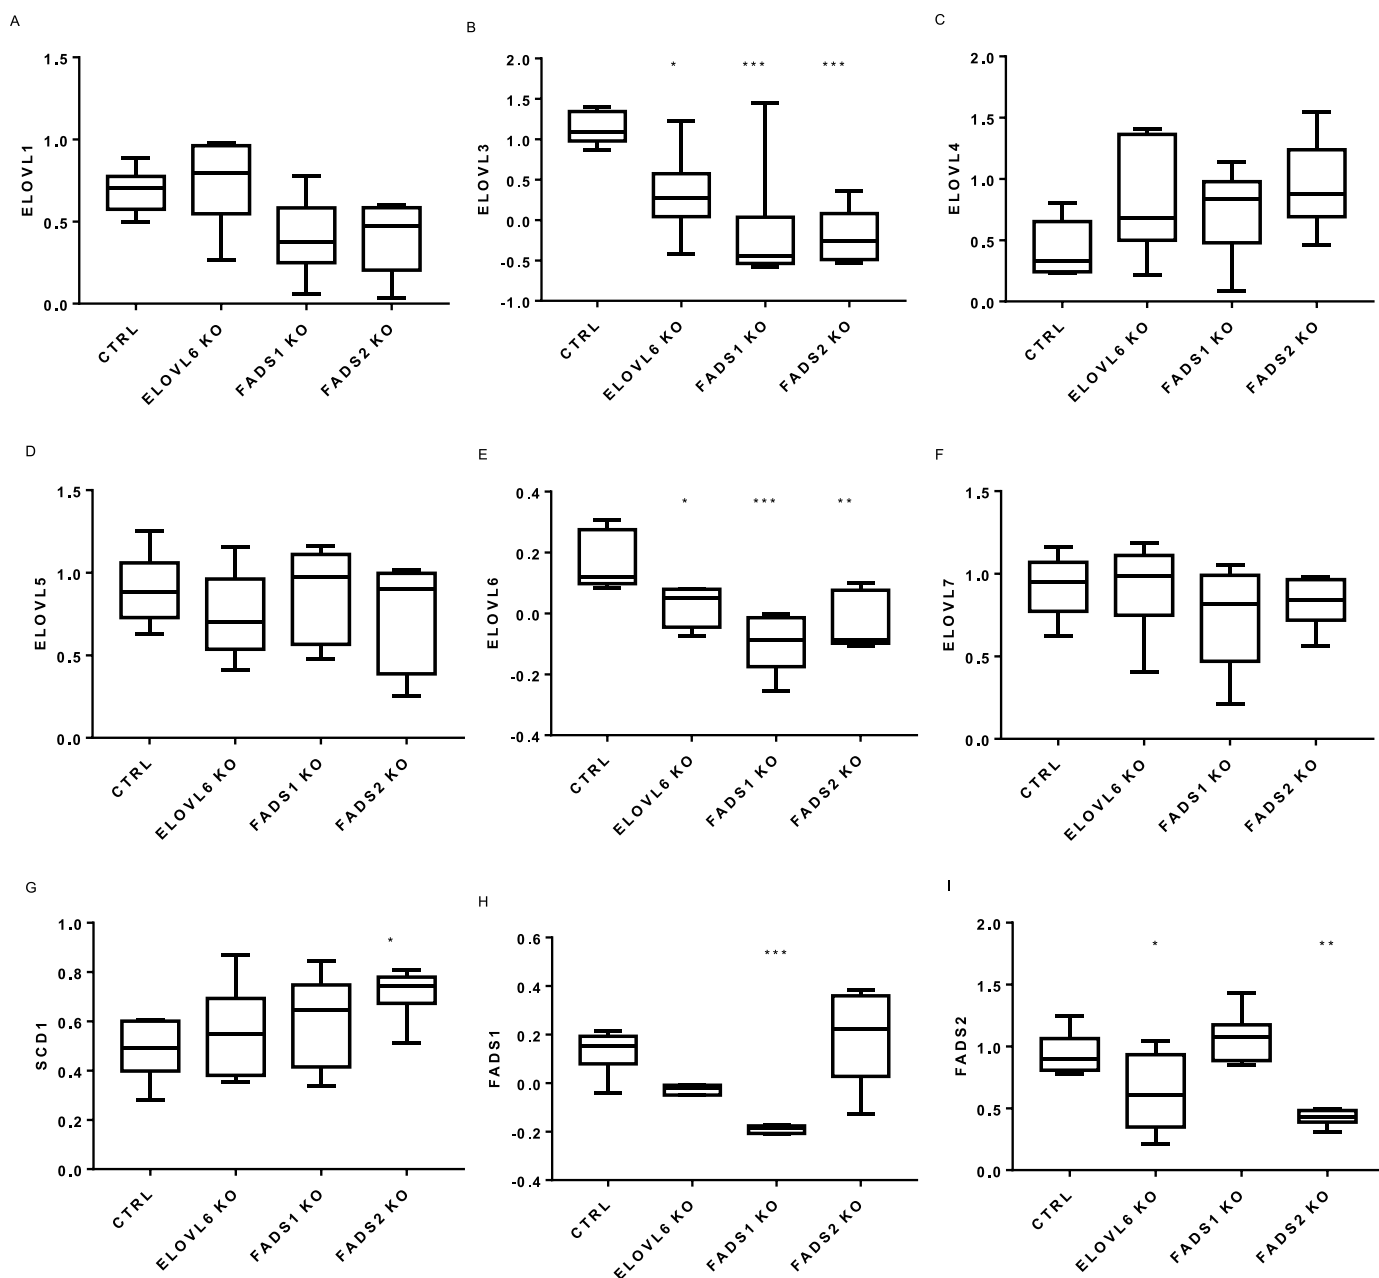 A
ELOVL1
1.5
1.0
0.5
0.0
CTRL
ELOVL6 KO
FADS1 KO
FADS2 KO
B
ELOVL3
2.0
1.5
1.0
0.5
0.0
-0.5
-1.0
* *** ***
CTRL
ELOVL6 KO
FADS1 KO
FADS2 KO
C
ELOVL4
2.0
1.5
1.0
0.5
0.0
CTRL
ELOVL6 KO
FADS1 KO
FADS2 KO
D
ELOVL5
1.5
1.0
0.5
0.0
CTRL
ELOVL6 KO
FADS1 KO
FADS2 KO
E
ELOVL6
0.4
0.2
0.0
-0.2
-0.4
* *** **
CTRL
ELOVL6 KO
FADS1 KO
FADS2 KO
F
ELOVL7
1.5
1.0
0.5
0.0
CTRL
ELOVL6 KO
FADS1 KO
FADS2 KO
G
SCD1
1.0
0.8
0.6
0.4
0.2
0.0
*
CTRL
ELOVL6 KO
FADS1 KO
FADS2 KO
H
FADS1
0.6
0.4
0.2
0.0
-0.2
-0.4
***
CTRL
ELOVL6 KO
FADS1 KO
FADS2 KO
I
FADS2
2.0
1.5
1.0
0.5
0.0
* **
CTRL
ELOVL6 KO
FADS1 KO
FADS2 KO